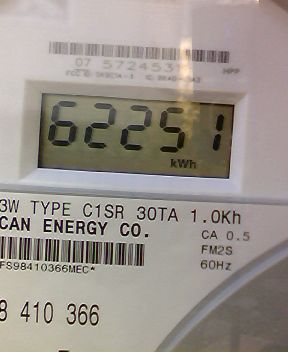 07 5724531
HPP
62251
kWh
3W TYPE C1SR 30TA 1.0Kh
CAN ENERGY CO.
CA 0.5
FM2S
FS98410366MEC*
60Hz
8 410 366